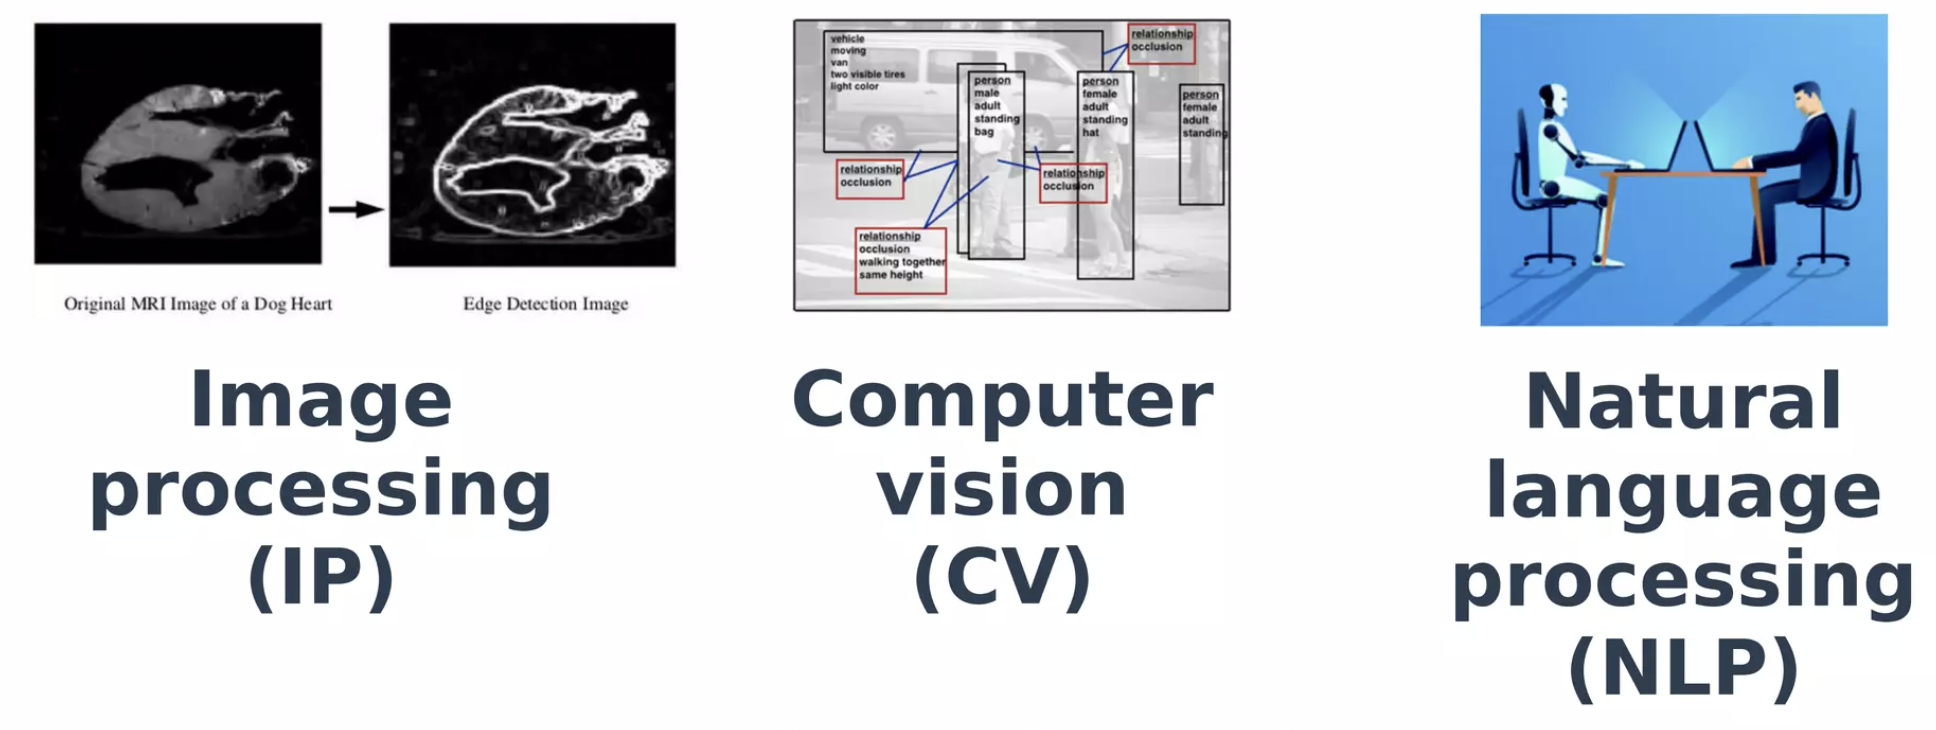 Original MRI Image of a Dog Heart
Edge Detection Image
Image
processing
(IP)
vehicle
moving
van
two visible tires
light color
person
male
adult
standing
bag
person
female
adult
standing
hat
person
female
adult
standing
relationship
occlusion
relationship
occlusion
relationship
occlusion
relationship
occlusion
walking together
same height
Computer
vision
(CV)
Natural
language
processing
(NLP)